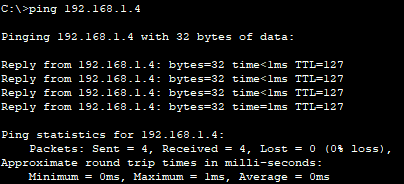 C:\>ping 192.168.1.4
Pinging 192.168.1.4 with 32 bytes of data:
Reply from 192.168.1.4: bytes=32 time<1ms TTL=127
Reply from 192.168.1.4: bytes=32 time<1ms TTL=127
Reply from 192.168.1.4: bytes=32 time<1ms TTL=127
Reply from 192.168.1.4: bytes=32 time=1ms TTL=127
Ping statistics for 192.168.1.4:
Packets: Sent = 4, Received = 4, Lost = 0 (0% loss),
Approximate round trip times in milli-seconds:
Minimum = 0ms, Maximum = 1ms, Average = 0ms